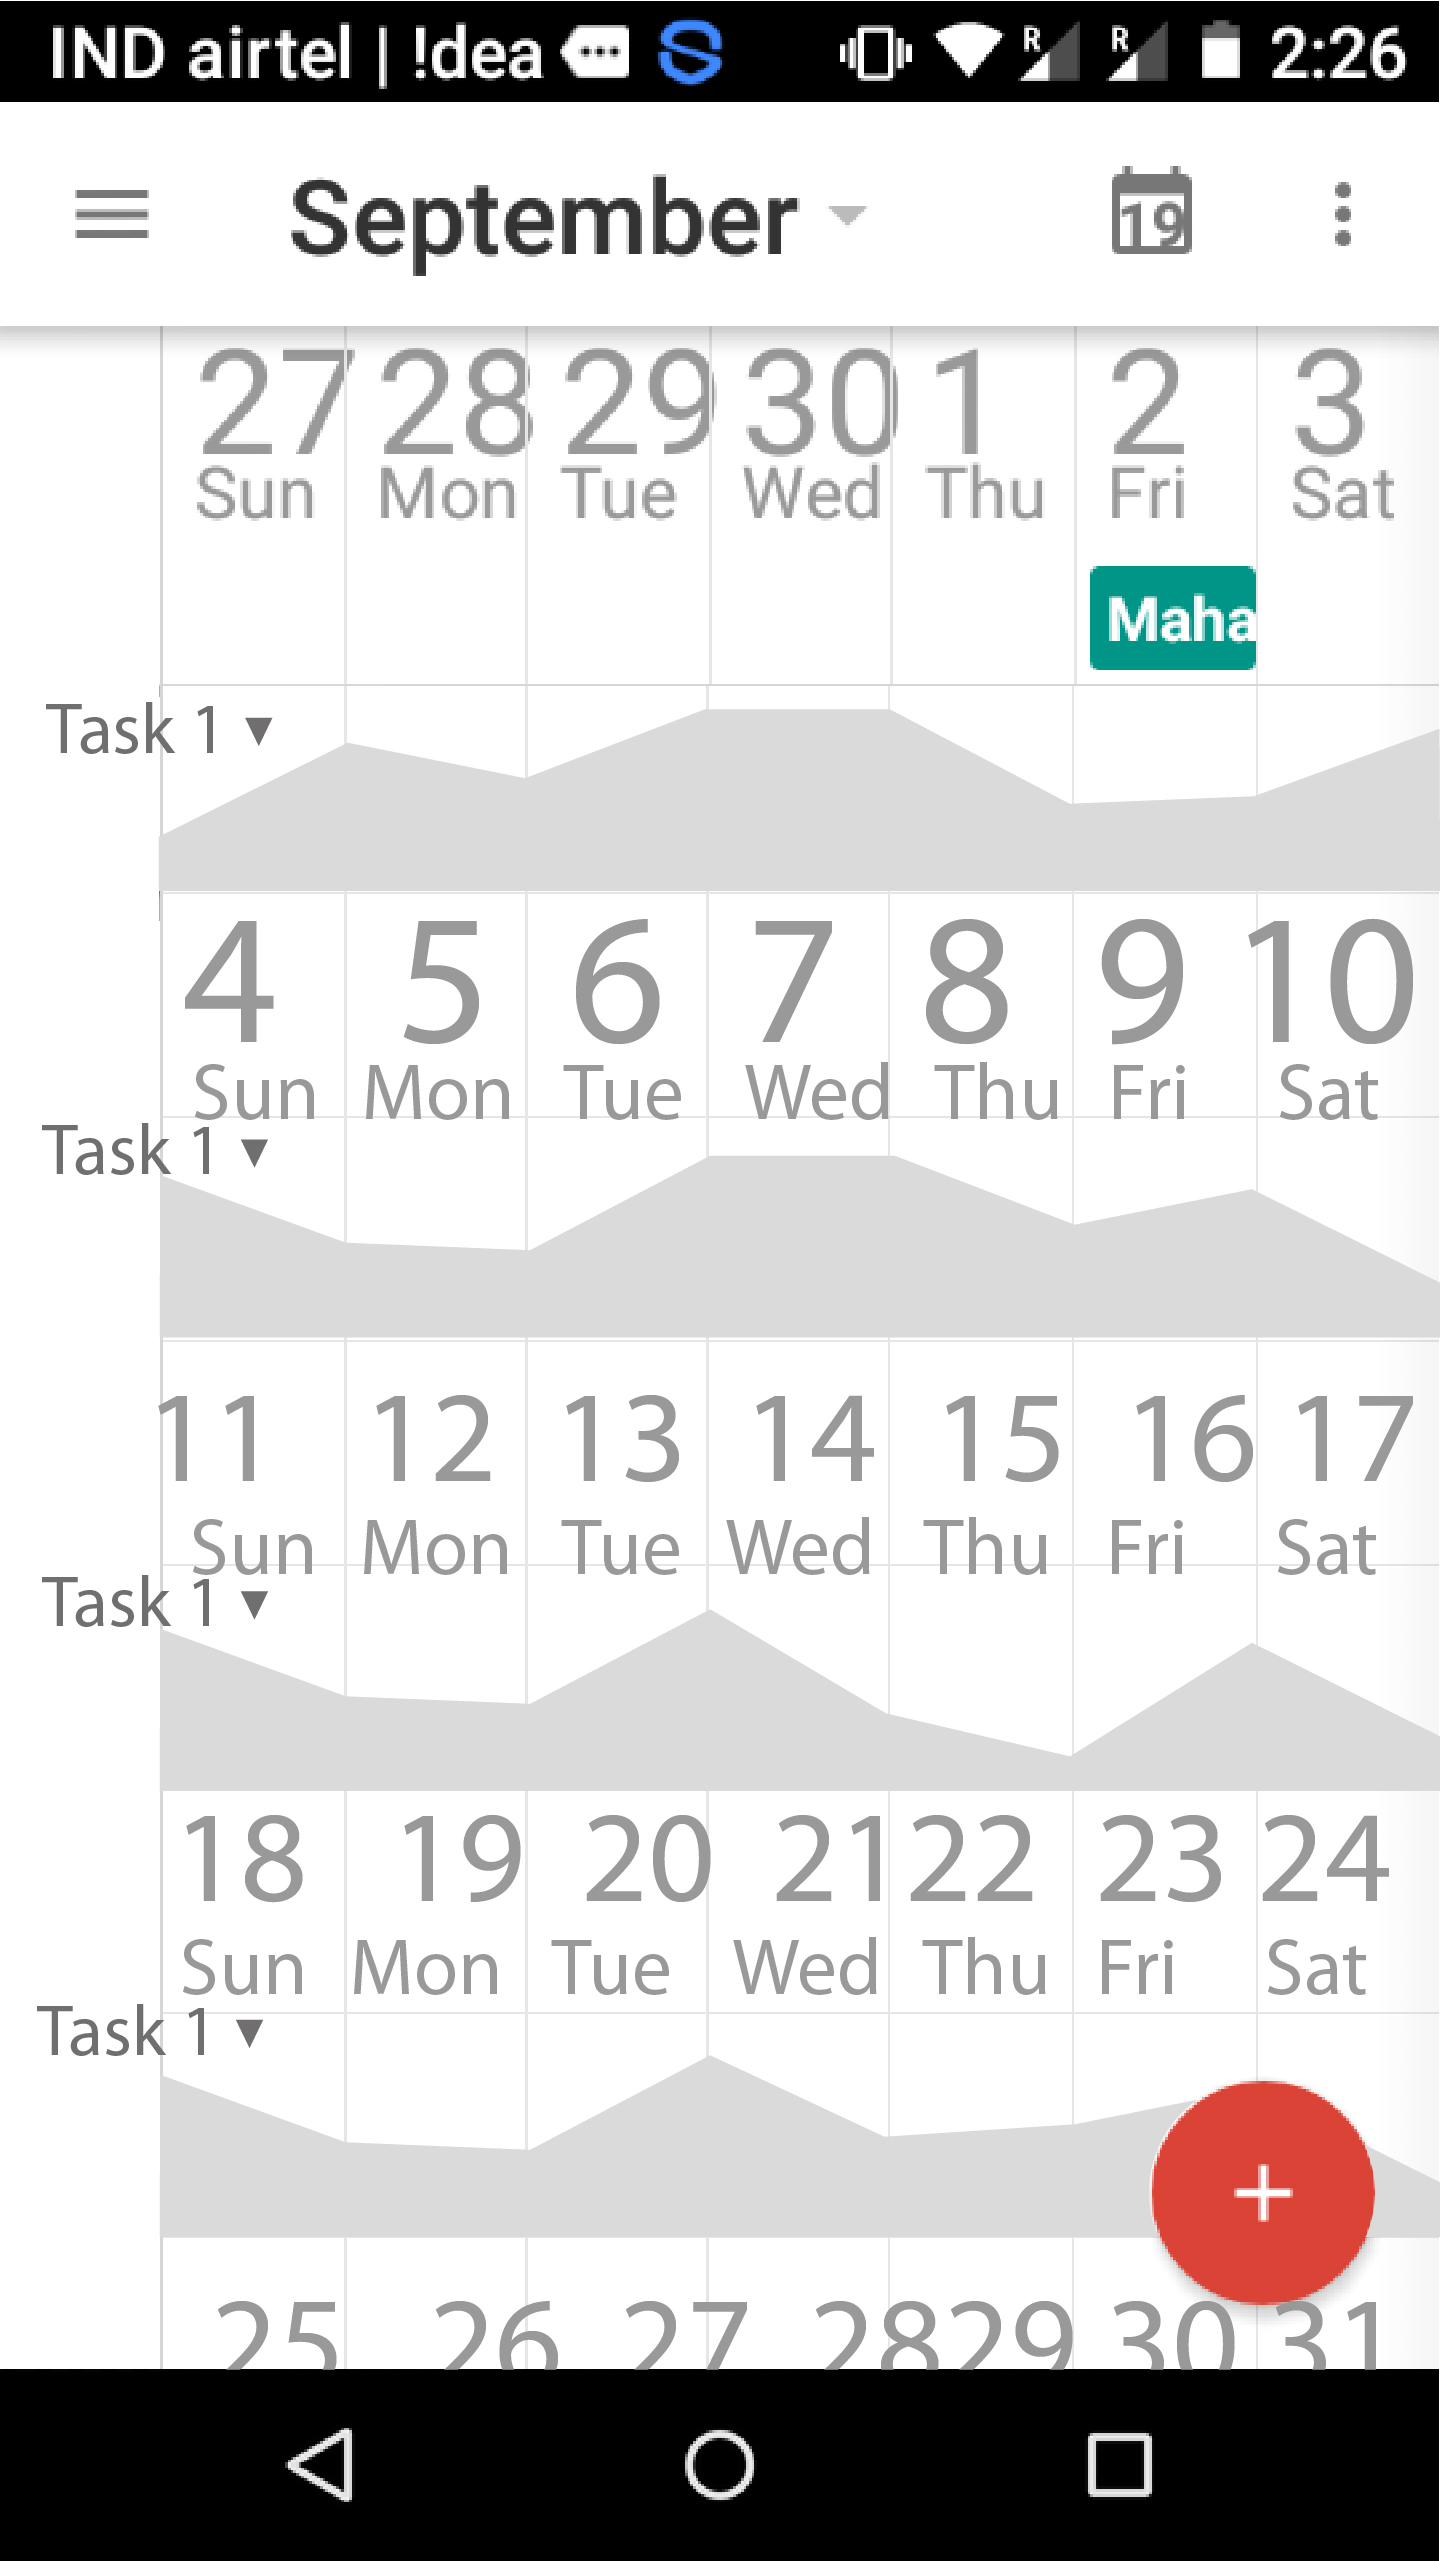 IND airtel | !dea 2:26
September 19
27 28 29 30 1 2 3
Sun Mon Tue Wed Thu Fri Sat
Maha
Task 1 ▼
4 5 6 7 8 9 10
Sun Mon Tue Wed Thu Fri Sat
Task 1 ▼
11 12 13 14 15 16 17
Sun Mon Tue Wed Thu Fri Sat
Task 1 ▼
18 19 20 21 22 23 24
Sun Mon Tue Wed Thu Fri Sat
Task 1 ▼
25 26 27 28 29 30 31